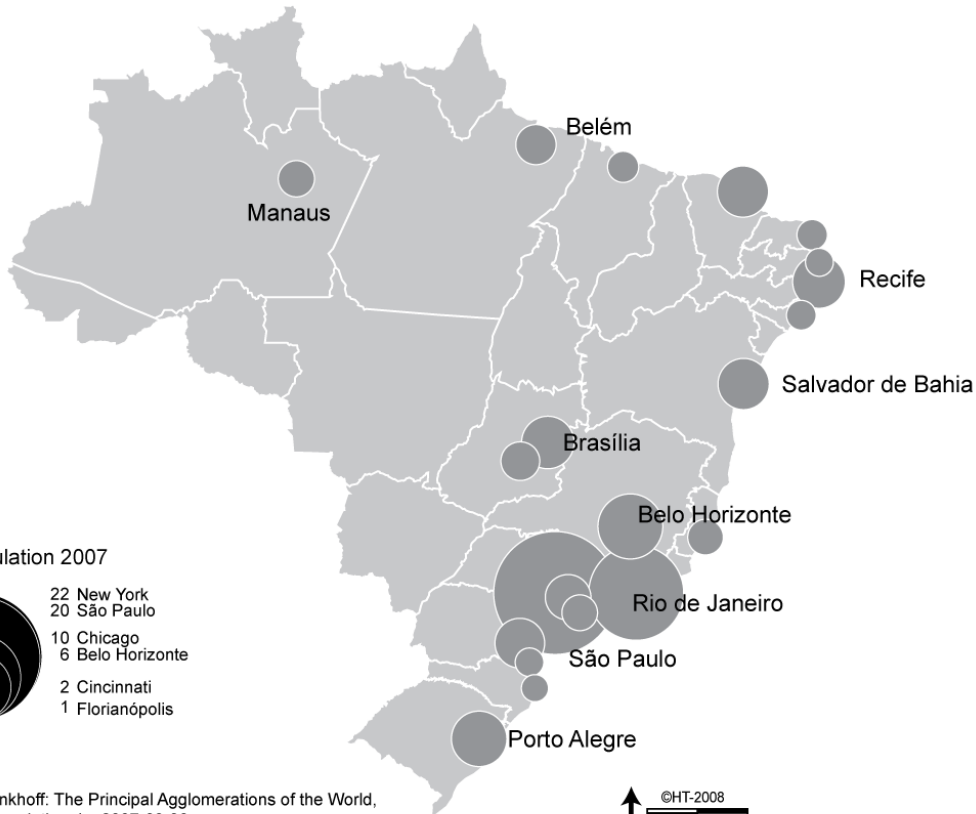 Belém
Manaus
Recife
Salvador de Bahia
Brasília
Belo Horizonte
Rio de Janeiro
São Paulo
Porto Alegre
2007
22 New York
20 São Paulo
10 Chicago
6 Belo Horizonte
2 Cincinnati
1 Florianópolis
The Principal Agglomerations of the World,
©HT-2008